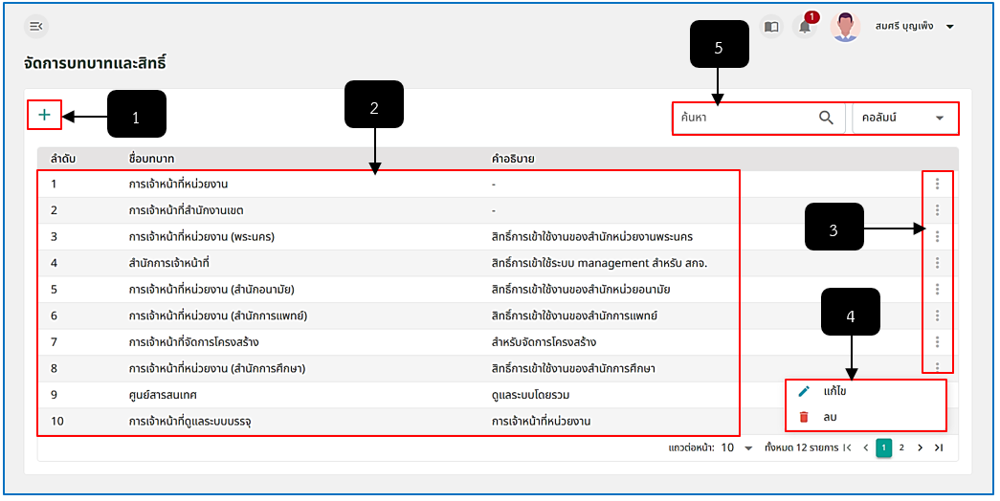 1
สมศรี บุญเพ็ง
5
จัดการบทบาทและสิทธิ์
1
2
ค้นหา
คอลัมน์
ลำดับ ชื่อบทบาท คำอธิบาย
1 การเจ้าหน้าที่หน่วยงาน -
2 การเจ้าหน้าที่สำนักงานเขต -
3 การเจ้าหน้าที่หน่วยงาน (พระนคร) สิทธิ์การเข้าใช้งานของสำนักหน่วยงานพระนคร
3
4 สำนักการเจ้าหน้าที่ สิทธิ์การเข้าใช้ระบบ management สำหรับ สกจ.
5 การเจ้าหน้าที่หน่วยงาน (สำนักอนามัย) สิทธิ์การเข้าใช้งานของสำนักหน่วยอนามัย
6 การเจ้าหน้าที่หน่วยงาน (สำนักการแพทย์) สิทธิ์การเข้าใช้งานของสำนักการแพทย์
4
7 การเจ้าหน้าที่จัดการโครงสร้าง สำหรับจัดการโครงสร้าง
8 การเจ้าหน้าที่หน่วยงาน (สำนักการศึกษา) สิทธิ์การเข้าใช้งานของสำนักการศึกษา
9 ศูนย์สารสนเทศ ดูแลระบบโดยรวม
แก้ไข
10 การเจ้าหน้าที่ดูแลระบบบรรจุ การเจ้าหน้าที่หน่วยงาน
ลบ
แถวต่อหน้า: 10 ทั้งหมด 12 รายการ 1 2